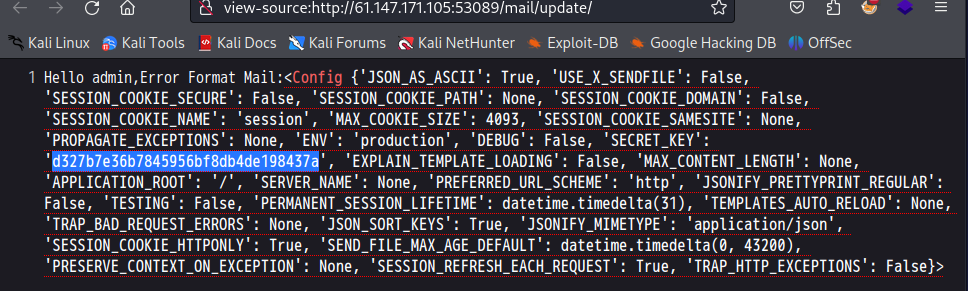 view-source:http://61.147.171.105:53089/mail/update/
Kali Linux Kali Tools Kali Docs Kali Forums Kali NetHunter Exploit-DB Google Hacking DB OffSec
1 Hello admin,Error Format Mail:<Config {'JSON_AS_ASCII': True, 'USE_X_SENDFILE': False,
'SESSION_COOKIE_SECURE': False, 'SESSION_COOKIE_PATH': None, 'SESSION_COOKIE_DOMAIN': False,
'SESSION_COOKIE_NAME': 'session', 'MAX_COOKIE_SIZE': 4093, 'SESSION_COOKIE_SAMESITE': None,
'PROPAGATE_EXCEPTIONS': None, 'ENV': 'production', 'DEBUG': False, 'SECRET_KEY':
'd327b7e36b7845956bf8db4de198437a', 'EXPLAIN_TEMPLATE_LOADING': False, 'MAX_CONTENT_LENGTH': None,
'APPLICATION_ROOT': '/', 'SERVER_NAME': None, 'PREFERRED_URL_SCHEME': 'http', 'JSONIFY_PRETTYPRINT_REGULAR':
False, 'TESTING': False, 'PERMANENT_SESSION_LIFETIME': datetime.timedelta(31), 'TEMPLATES_AUTO_RELOAD': None,
'TRAP_BAD_REQUEST_ERRORS': None, 'JSON_SORT_KEYS': True, 'JSONIFY_MIMETYPE': 'application/json',
'SESSION_COOKIE_HTTPONLY': True, 'SEND_FILE_MAX_AGE_DEFAULT': datetime.timedelta(0, 43200),
'PRESERVE_CONTEXT_ON_EXCEPTION': None, 'SESSION_REFRESH_EACH_REQUEST': True, 'TRAP_HTTP_EXCEPTIONS': False}>